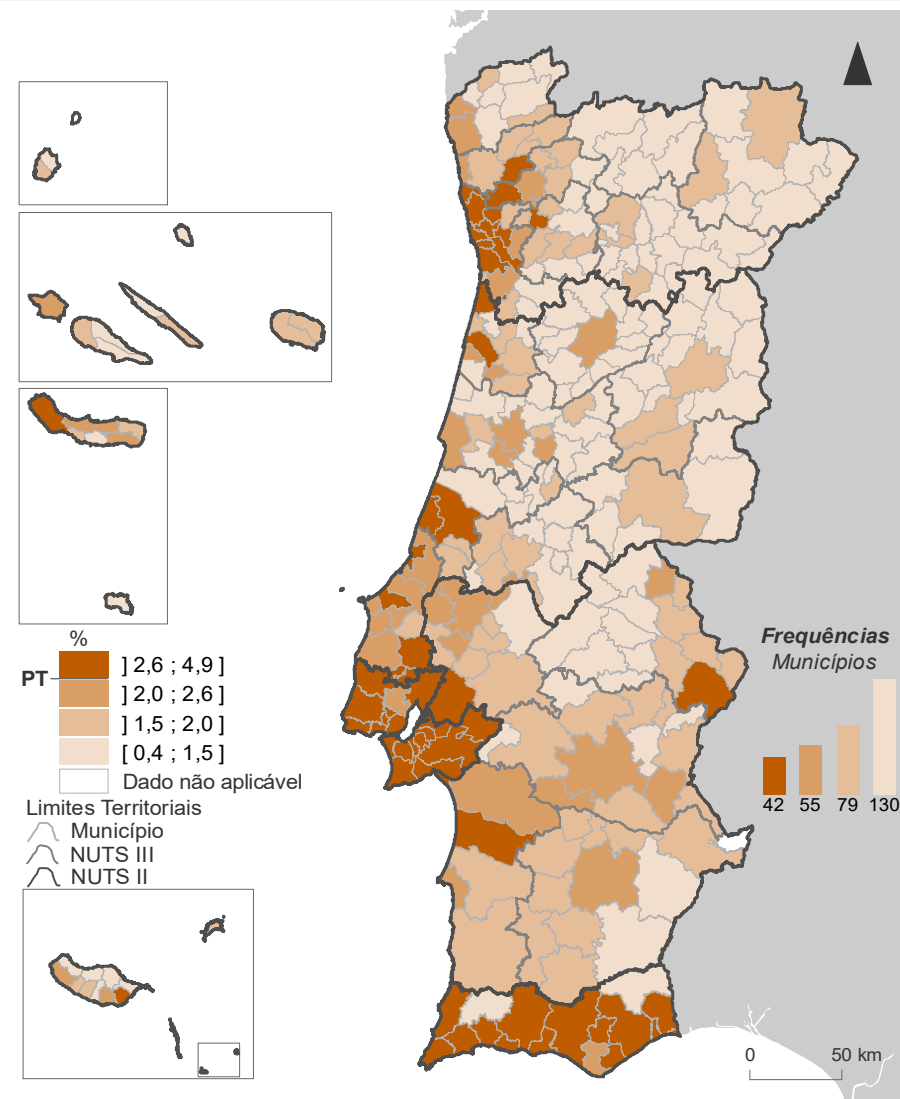 Frequências
Municípios
%
PT
] 2,6 ; 4,9 ]
] 2,0 ; 2,6 ]
] 1,5 ; 2,0 ]
[ 0,4 ; 1,5 ]
Dado não aplicável
Limites Territoriais
Município
NUTS III
NUTS II
42 55 79 130
0 50 km